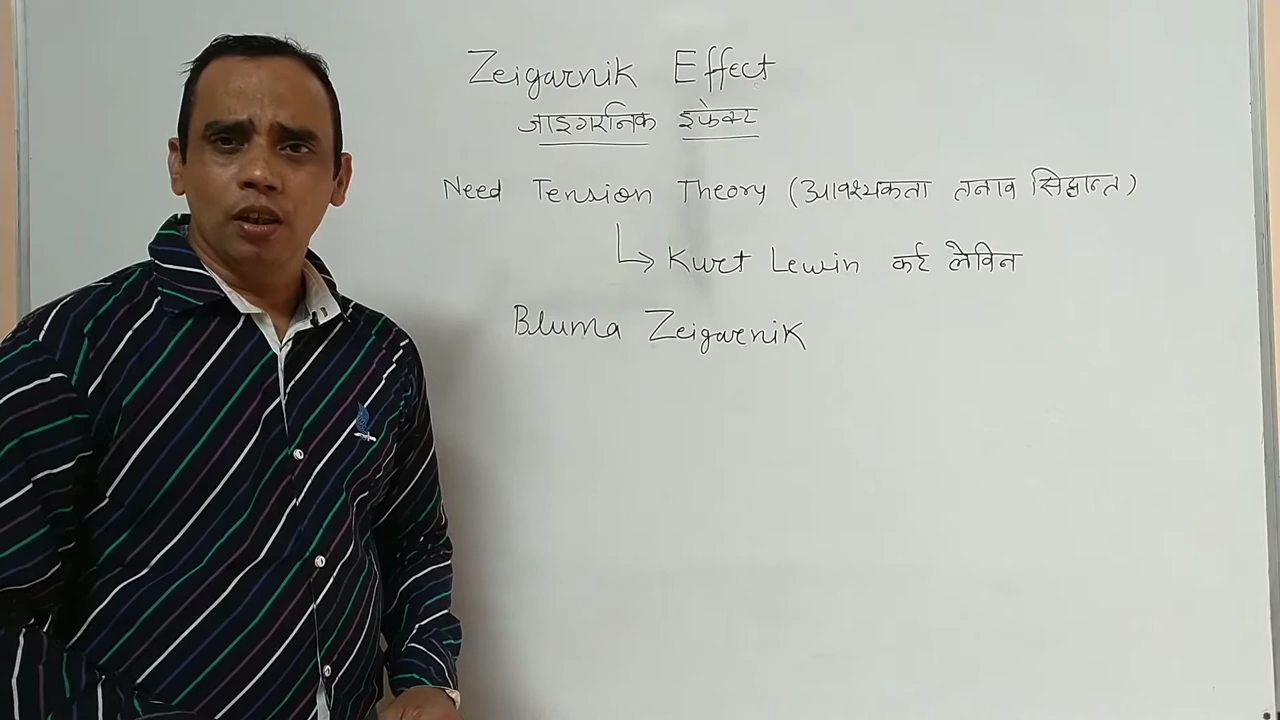 Zeigarnik Effect
जाइगरनिक इफेक्ट
Need Tension Theory (आवश्यकता तनाव सिद्धान्त)
↳ Kurt Lewin कर्ट लेविन
Bluma Zeigarnik